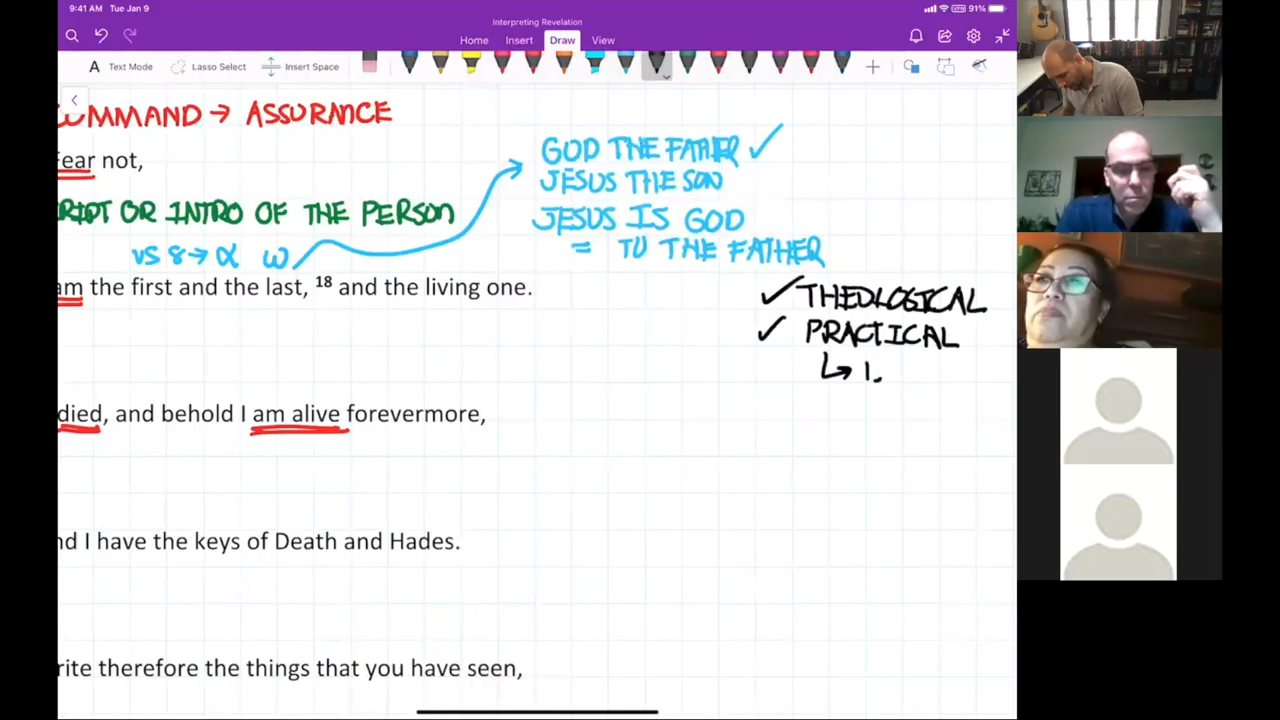 9:41 AM Tue Jan 9
VPN 91%
Interpreting Revelation
Home Insert Draw View
A Text Mode Lasso Select Insert Space
OMMAND → ASSURANCE
Fear not,
GOD THE FATHER ✓
JESUS THE SON
RIPT OR INTRO OF THE PERSON
JESUS IS GOD
vs 8 → α ω
= TO THE FATHER
am the first and the last, ¹⁸ and the living one.
✓ THEOLOGICAL
✓ PRACTICAL
↳ 1.
died, and behold I am alive forevermore,
nd I have the keys of Death and Hades.
rite therefore the things that you have seen,